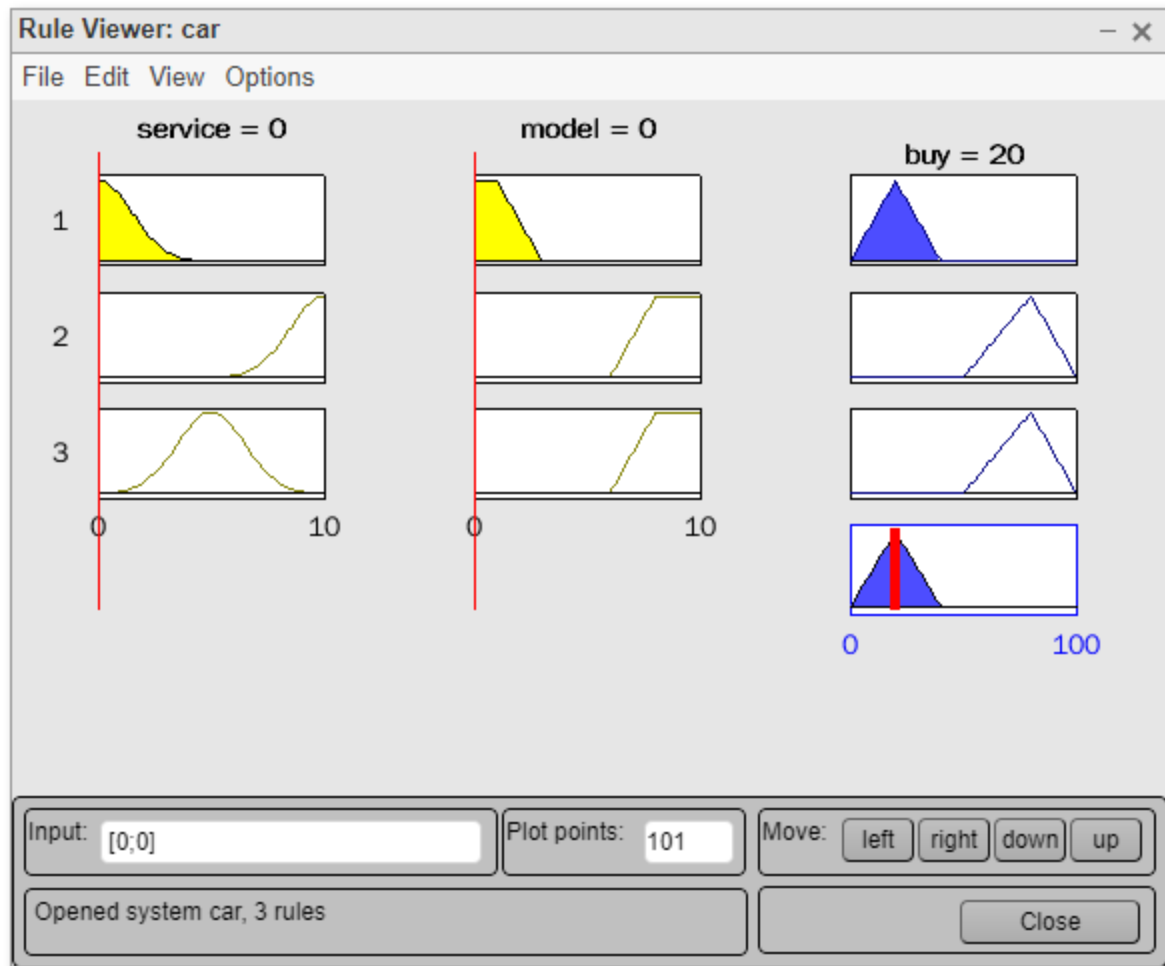 Rule Viewer: car
File Edit View Options
service = 0 model = 0
buy = 20
1
2
3
0 10 0 10
0 100
Input: [0;0] Plot points: 101 Move: left right down up
Opened system car, 3 rules Close